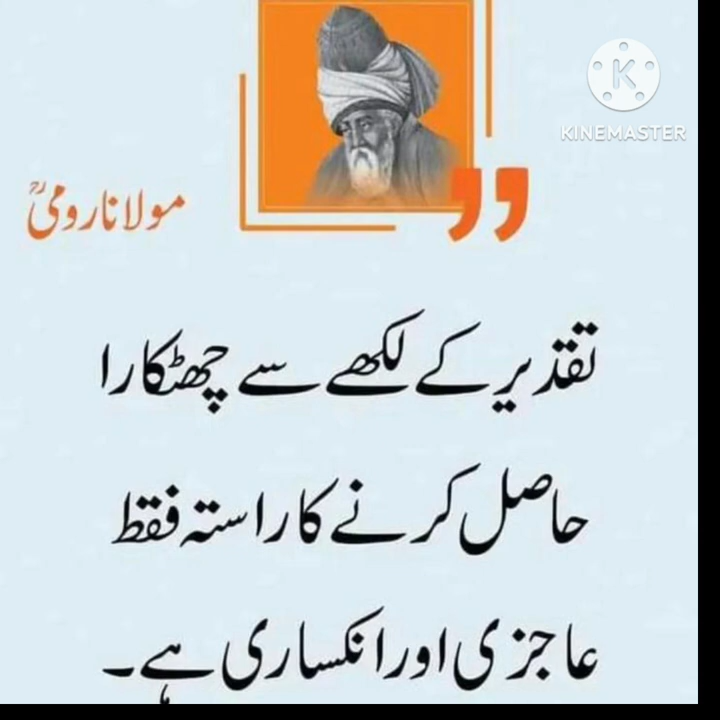 KINEMASTER
مولانا رومیؒ
تقدیر کے لکھے سے چھٹکارا
حاصل کرنے کا راستہ فقط
عاجزی اور انکساری ہے۔